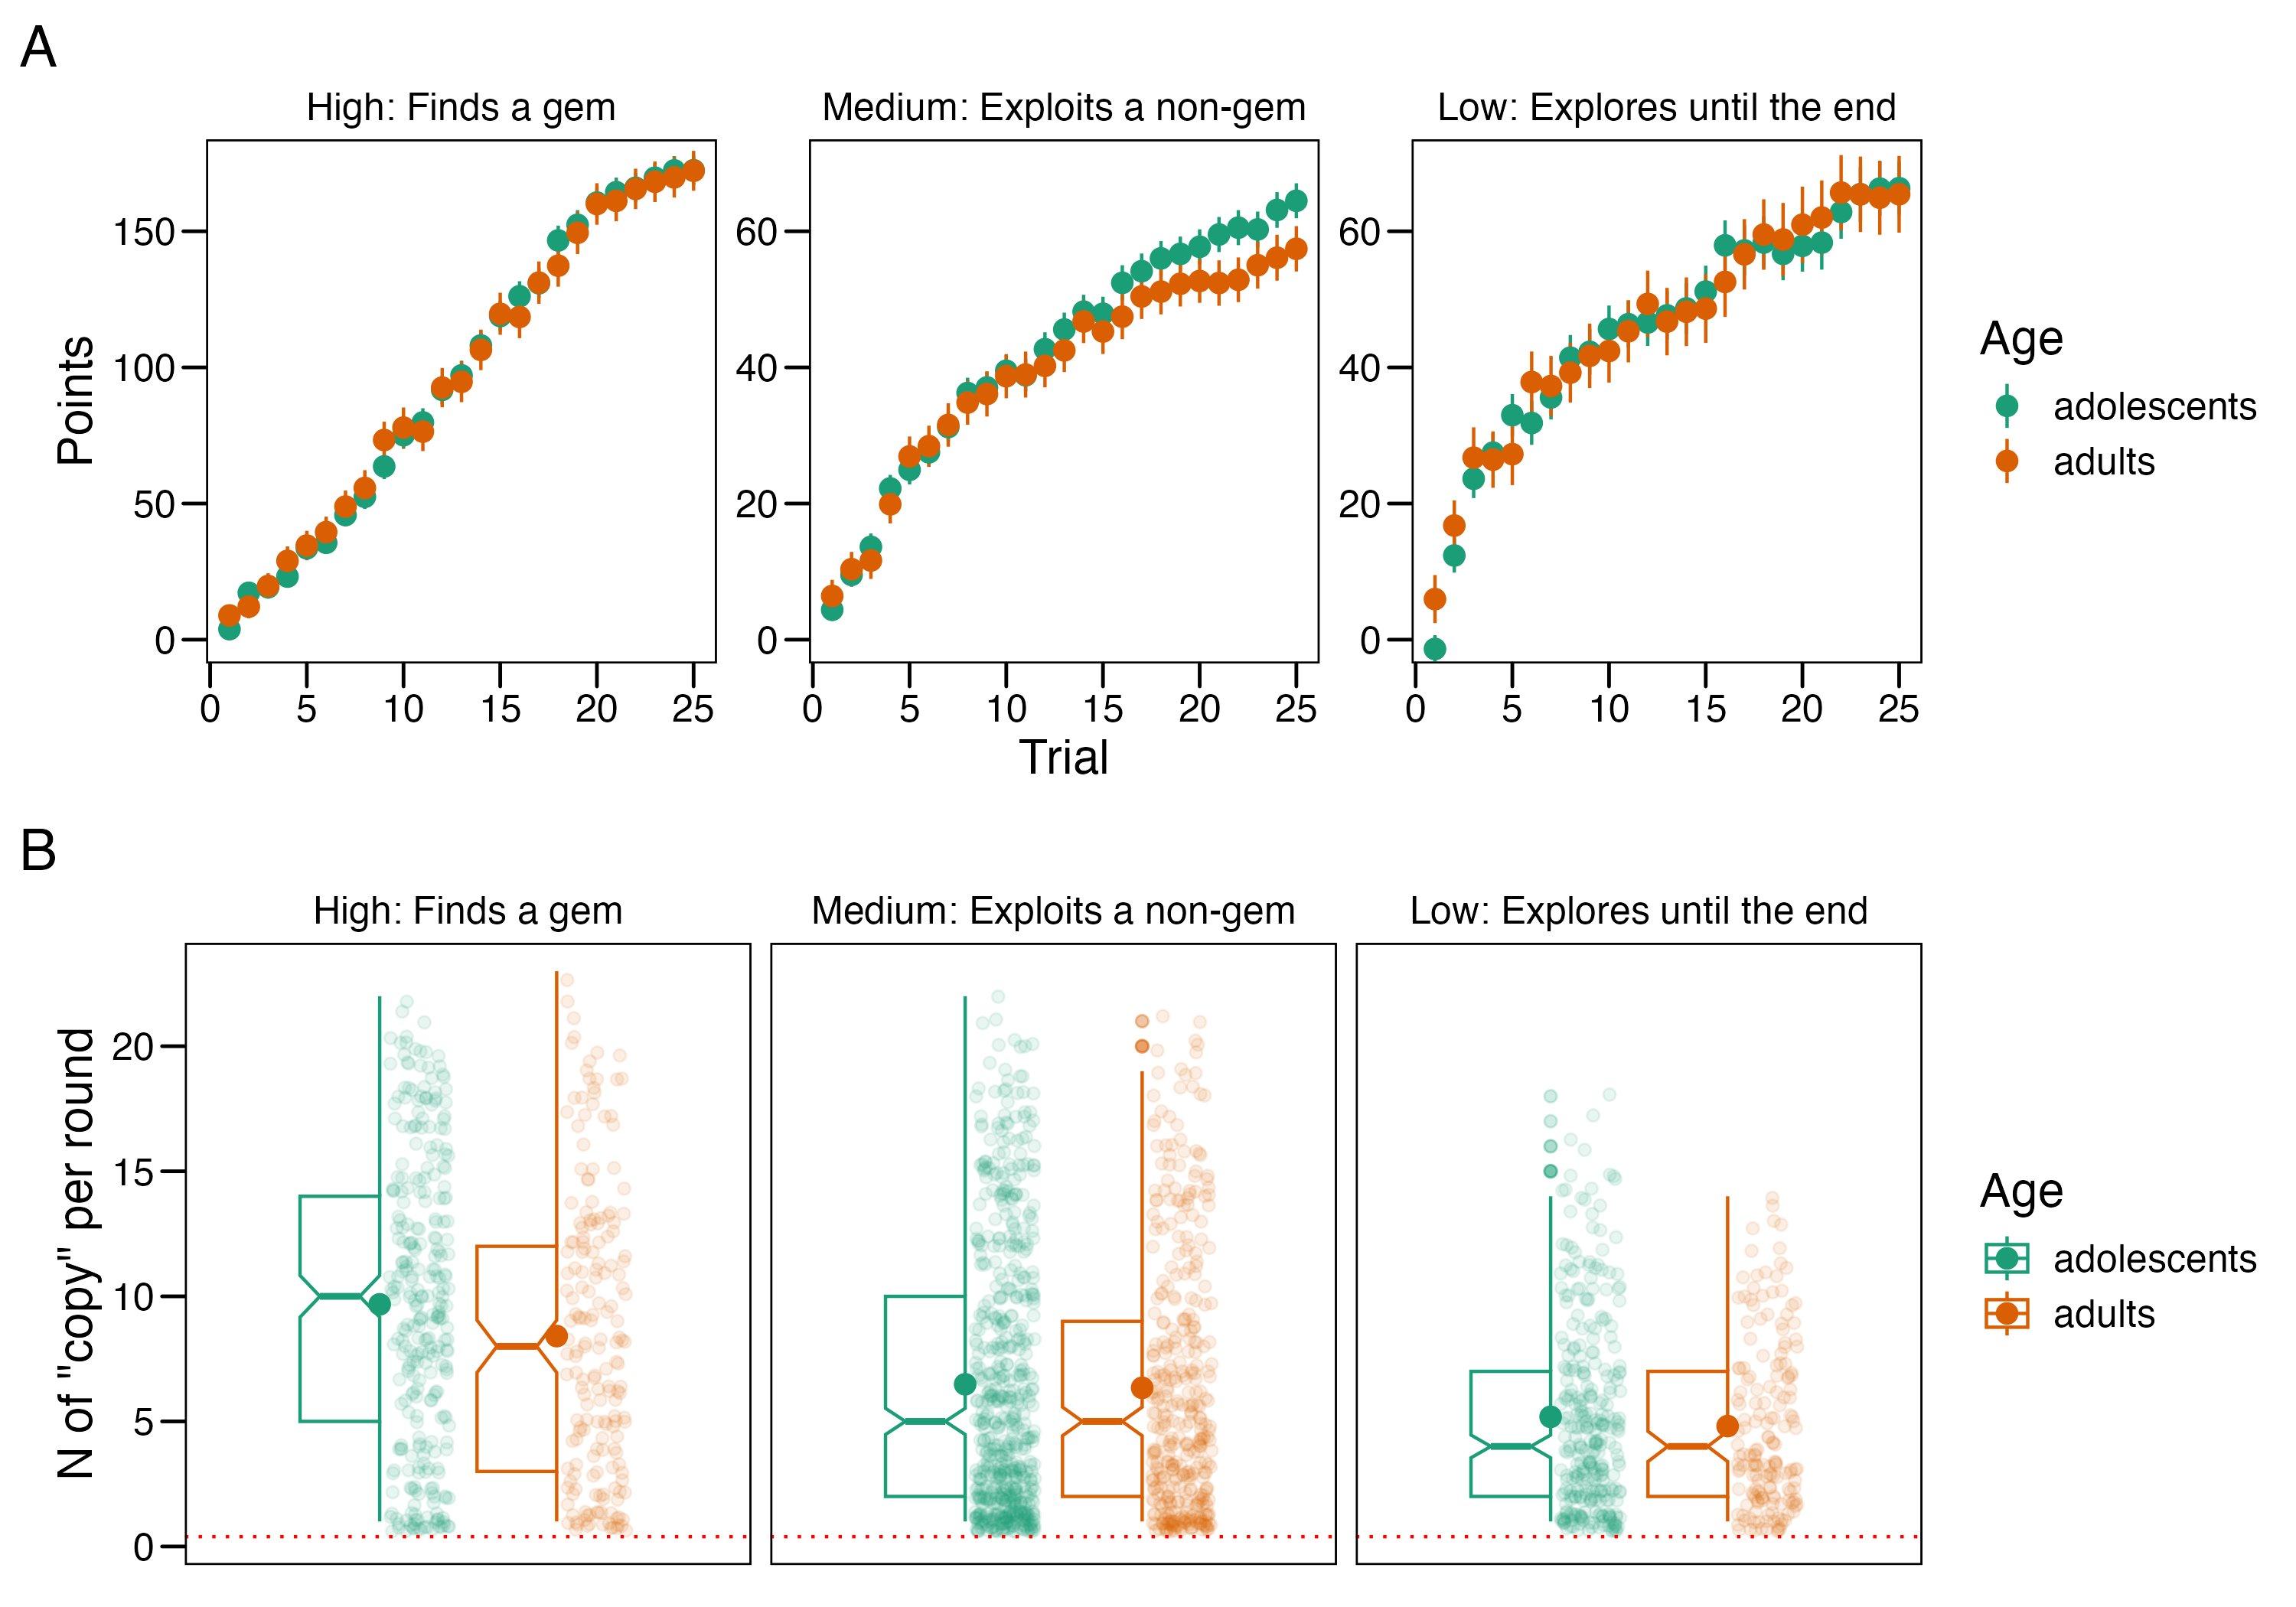 A
High: Finds a gem
Medium: Exploits a non-gem
Low: Explores until the end
Points
150
100
50
0
60
40
20
0
60
40
20
0
0 5 10 15 20 25
0 5 10 15 20 25
0 5 10 15 20 25
Trial
Age
adolescents
adults
B
High: Finds a gem
Medium: Exploits a non-gem
Low: Explores until the end
N of "copy" per round
20
15
10
5
0
Age
adolescents
adults